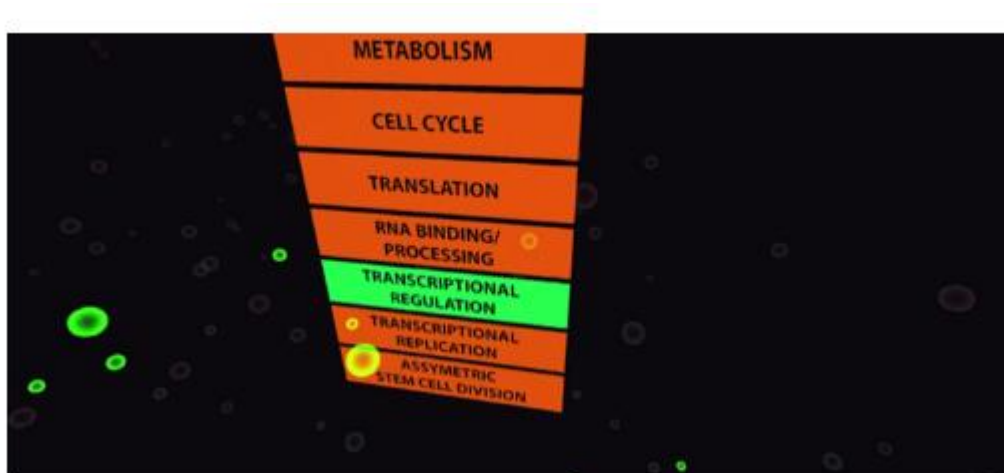 METABOLISM
CELL CYCLE
TRANSLATION
RNA BINDING/
PROCESSING
TRANSCRIPTIONAL
REGULATION
TRANSCRIPTIONAL
REPLICATION
ASSYMETRIC
STEM CELL DIVISION